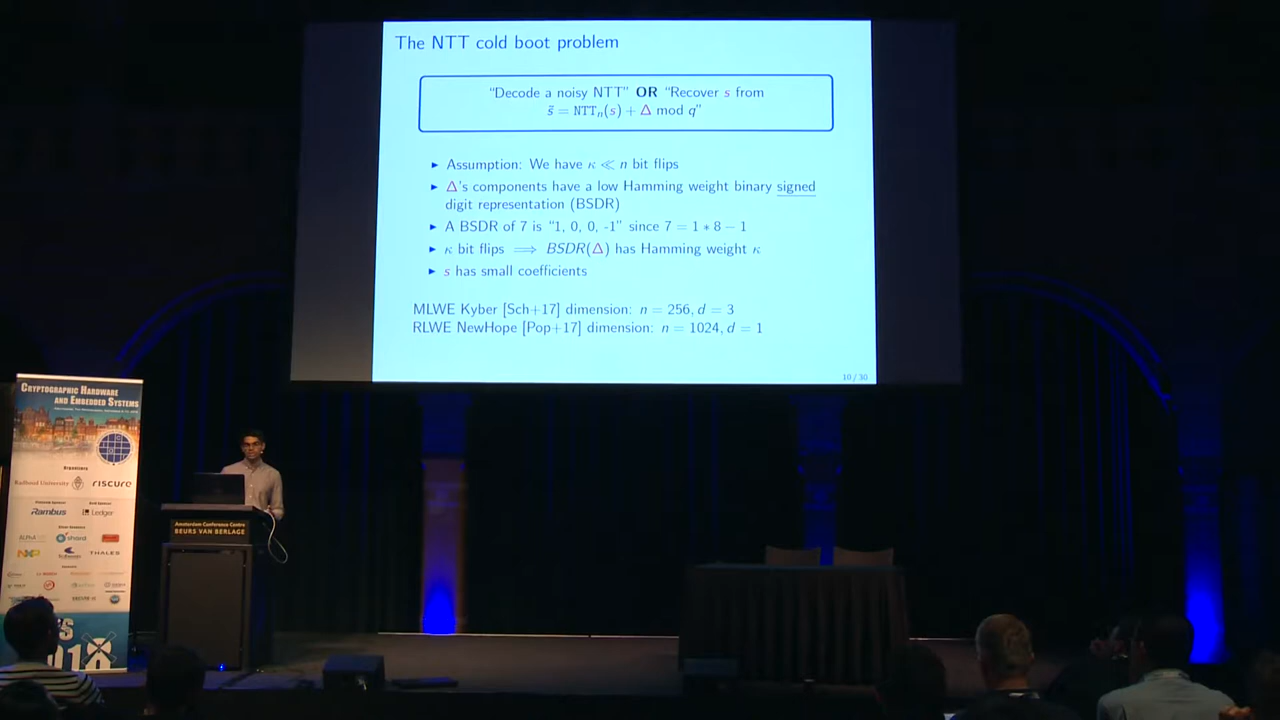 The NTT cold boot problem
"Decode a noisy NTT" OR "Recover s from
s̃ = NTTₙ(s) + Δ mod q"
► Assumption: We have κ ≪ n bit flips
► Δ's components have a low Hamming weight binary signed
digit representation (BSDR)
► A BSDR of 7 is "1, 0, 0, -1" since 7 = 1 ∗ 8 − 1
► κ bit flips ⟹ BSDR(Δ) has Hamming weight κ
► s has small coefficients
MLWE Kyber [Sch+17] dimension: n = 256, d = 3
RLWE NewHope [Pop+17] dimension: n = 1024, d = 1
10 / 30
CRYPTOGRAPHIC HARDWARE
AND EMBEDDED SYSTEMS
Organizers
Radboud University
riscure
Rambus
Ledger
NXP
THALES
Amsterdam Conference Centre
BEURS VAN BERLAGE